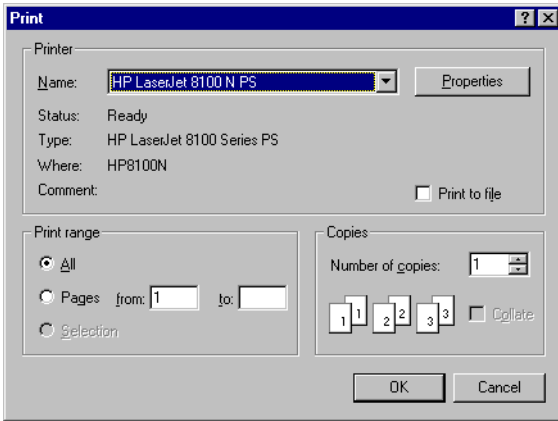 Print
Printer
Name: HP LaserJet 8100 N PS Properties
Status: Ready
Type: HP LaserJet 8100 Series PS
Where: HP8100N
Comment: Print to file
Print range
All
Pages from: 1 to:
Selection
Copies
Number of copies: 1
1 1 2 2 3 3 Collate
OK Cancel